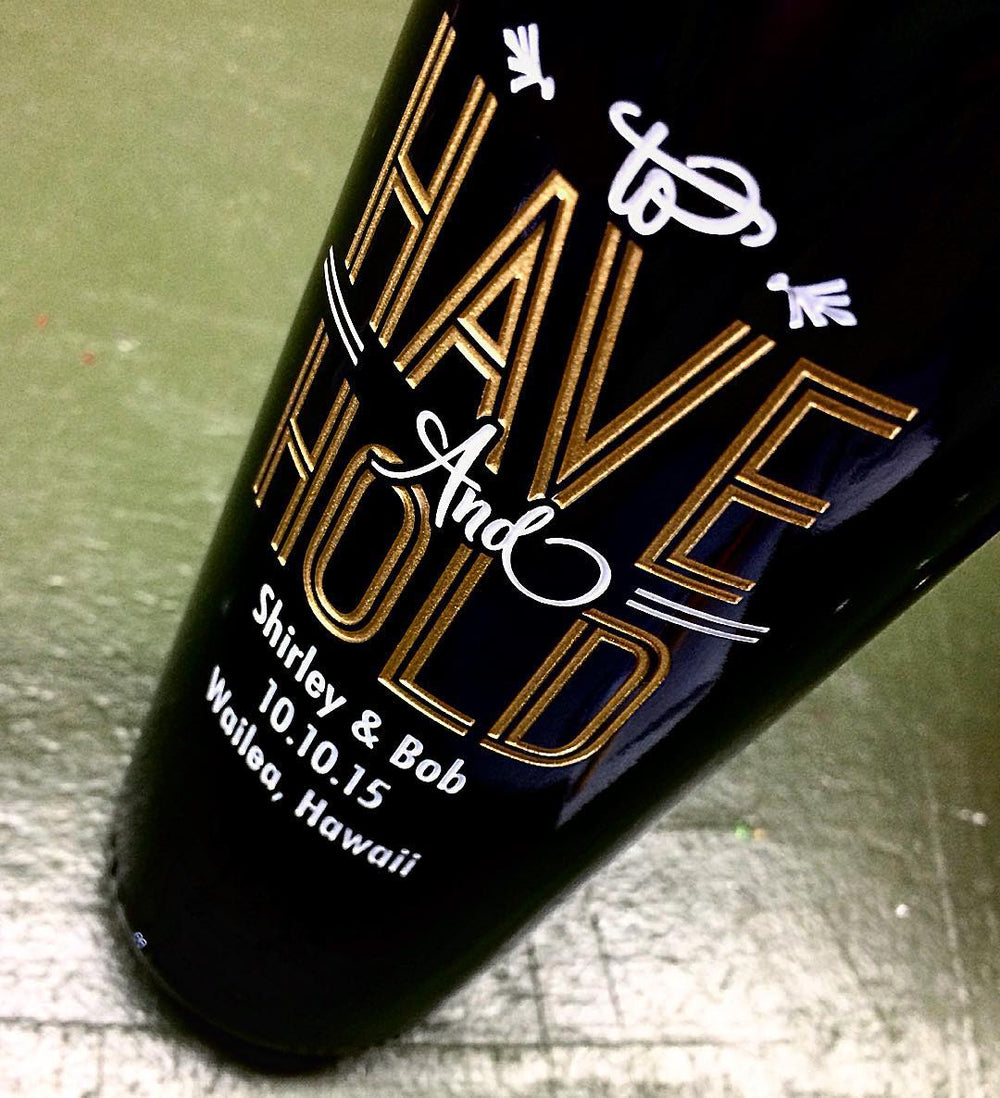 to
HAVE
And
HOLD
Shirley & Bob
10.10.15
Wailea, Hawaii